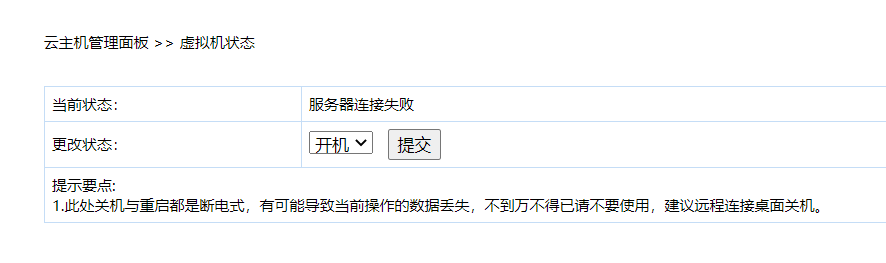 云主机管理面板 >> 虚拟机状态
当前状态： 服务器连接失败
更改状态： 开机 提交
提示要点:
1.此处关机与重启都是断电式，有可能导致当前操作的数据丢失，不到万不得已请不要使用，建议远程连接桌面关机。